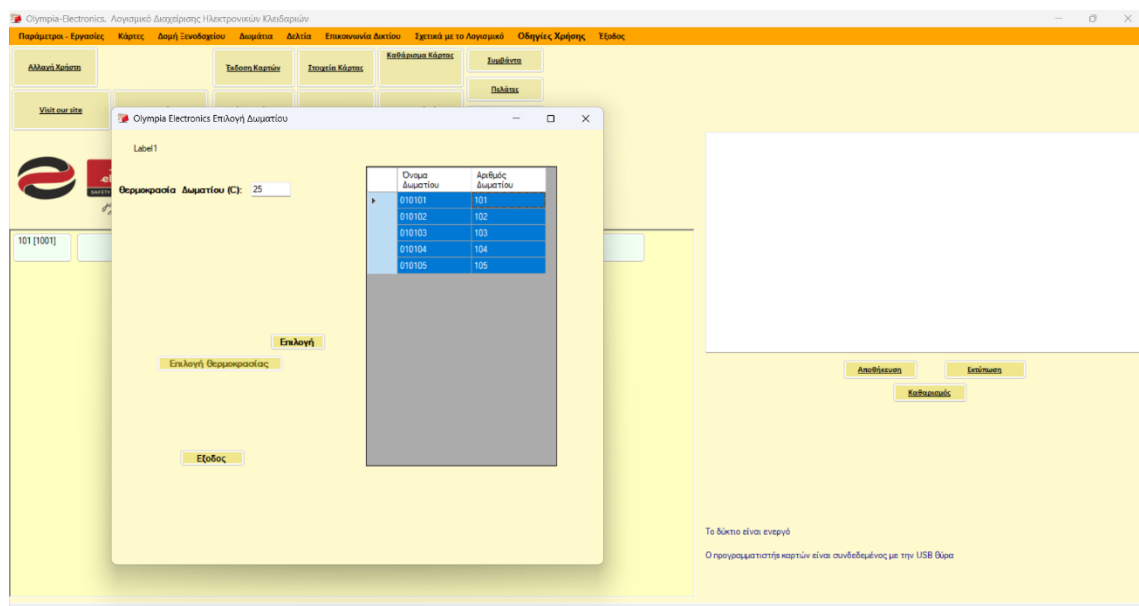 Olympia-Electronics. Λογισμικό Διαχείρισης Ηλεκτρονικών Κλειδαριών
Παράμετροι - Εργασίες Κάρτες Δομή Ξενοδοχείου Δωμάτια Δελτία Επικοινωνία Δικτύου Σχετικά με το Λογισμικό Οδηγίες Χρήσης Έξοδος
Αλλαγή Χρήστη Έκδοση Καρτών Στοιχεία Κάρτας Καθάρισμα Κάρτας Συμβάντα
Πελάτες
Visit our site
Olympia Electronics Επιλογή Δωματίου
Label1
Όνομα Δωματίου Αριθμός Δωματίου
Θερμοκρασία Δωματίου (C): 25
010101 101
010102 102
010103 103
010104 104
010105 105
101 [1001]
Επιλογή
Επιλογή Θερμοκρασίας
Εξοδος
Αποθήκευση Εκτύπωση
Καθαρισμός
Το δύκτιο είναι ενεργό
Ο προγραμματιστήε καρτών είναι συνδεδεμένος με την USB θύρα